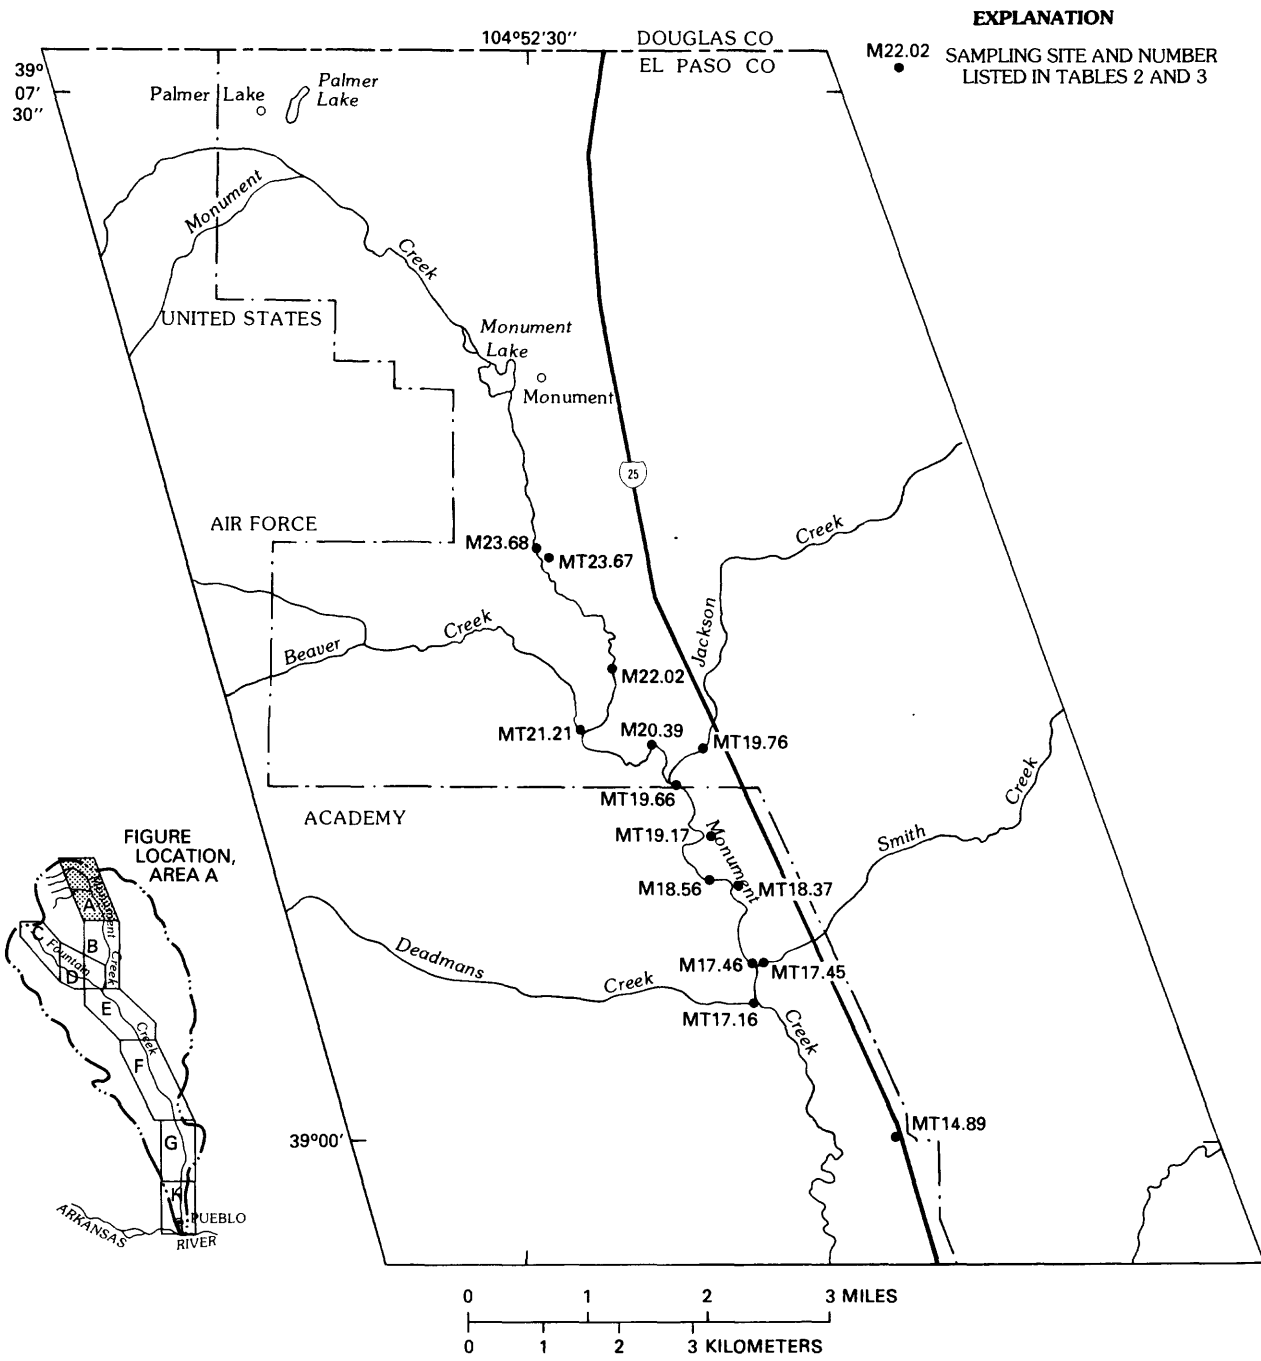 EXPLANATION
M22.02
SAMPLING SITE AND NUMBER
LISTED IN TABLES 2 AND 3
104°52'30"
DOUGLAS CO
EL PASO CO
39°
07'
30"
Palmer Lake
Palmer
Lake
Monument
Creek
UNITED STATES
Monument
Lake
Monument
25
AIR FORCE
M23.68
MT23.67
Creek
Jackson
Beaver
Creek
M22.02
MT21.21
M20.39
MT19.76
MT19.66
ACADEMY
MT19.17
Monument
Smith
Creek
M18.56
MT18.37
Deadmans
Creek
M17.46
MT17.45
MT17.16
Creek
MT14.89
39°00'
FIGURE
LOCATION,
AREA A
A
Monument
Creek
B
C
Fountain
D
E
Creek
F
G
K
PUEBLO
ARKANSAS
RIVER
0 1 2 3 MILES
0 1 2 3 KILOMETERS